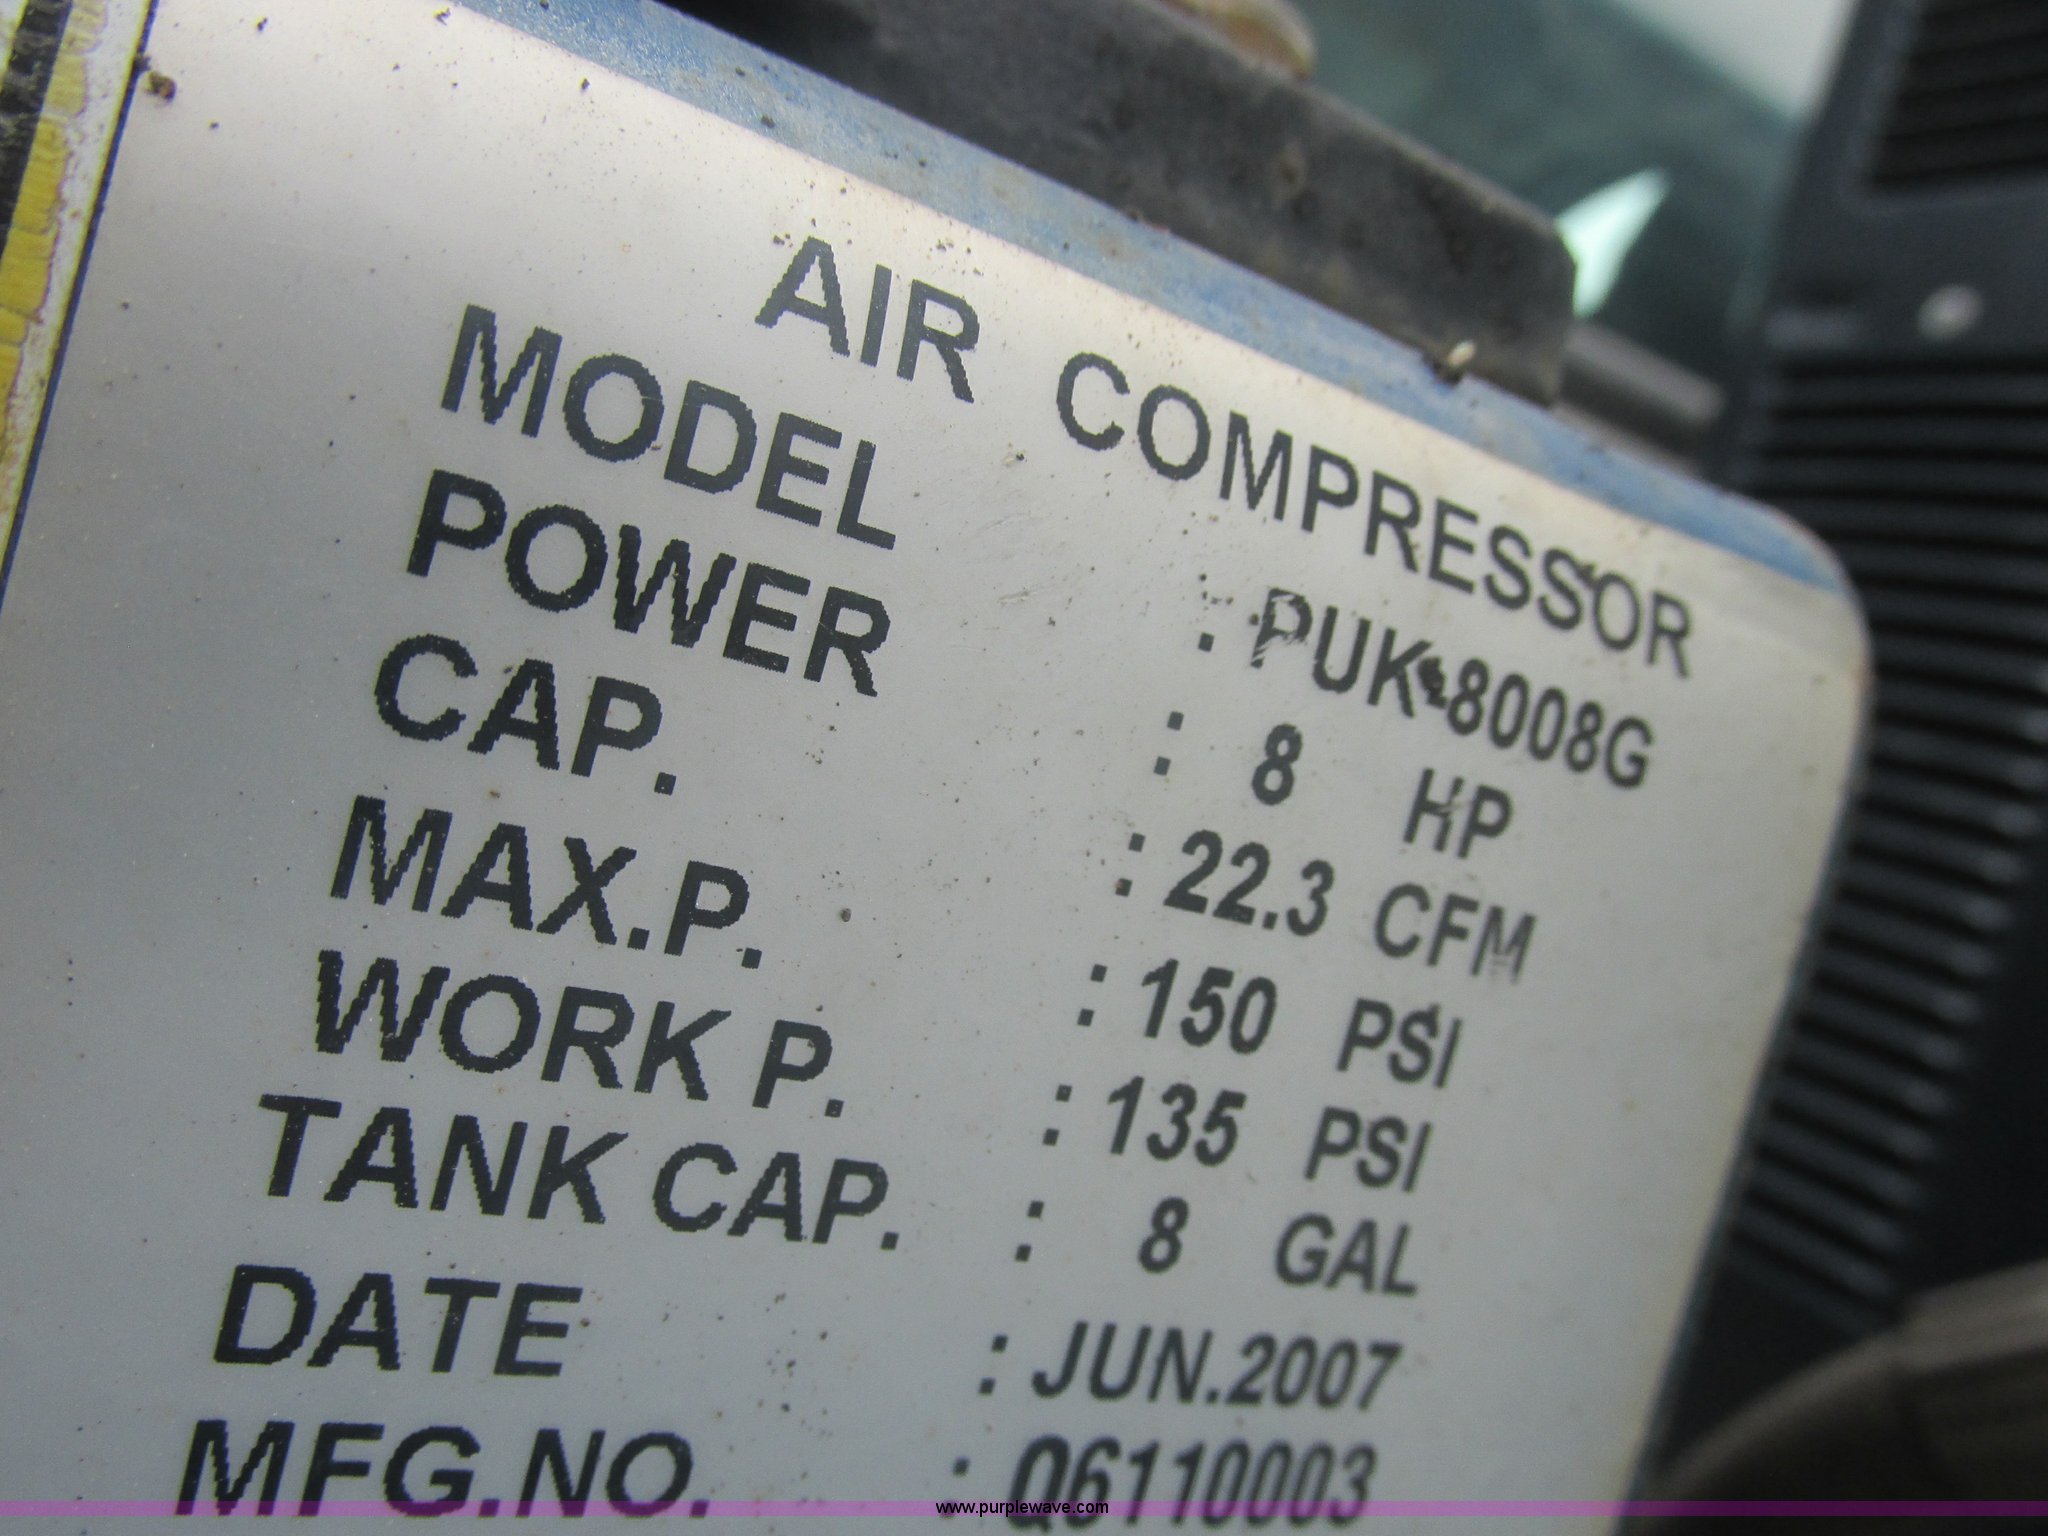 AIR COMPRESSOR
MODEL : PUK-8008G
POWER : 8 HP
CAP. : 22.3 CFM
MAX.P. : 150 PSI
WORK P. : 135 PSI
TANK CAP. : 8 GAL
DATE : JUN.2007
MFG.NO. : Q6110003
www.purplewave.com